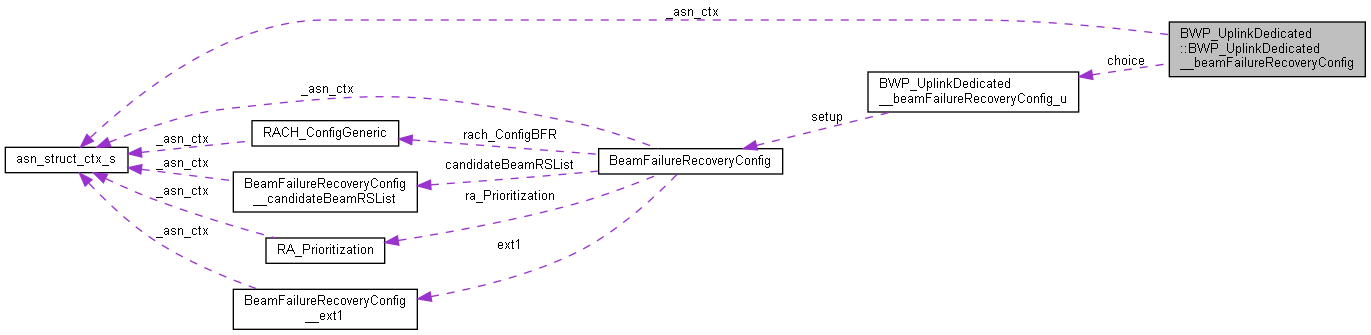 _asn_ctx
BWP_UplinkDedicated
::BWP_UplinkDedicated
__beamFailureRecoveryConfig
choice
BWP_UplinkDedicated
__beamFailureRecoveryConfig_u
setup
_asn_ctx
rach_ConfigBFR
RACH_ConfigGeneric
_asn_ctx
asn_struct_ctx_s
BeamFailureRecoveryConfig
candidateBeamRSList
_asn_ctx
BeamFailureRecoveryConfig
__candidateBeamRSList
_asn_ctx
ra_Prioritization
RA_Prioritization
_asn_ctx
ext1
BeamFailureRecoveryConfig
__ext1